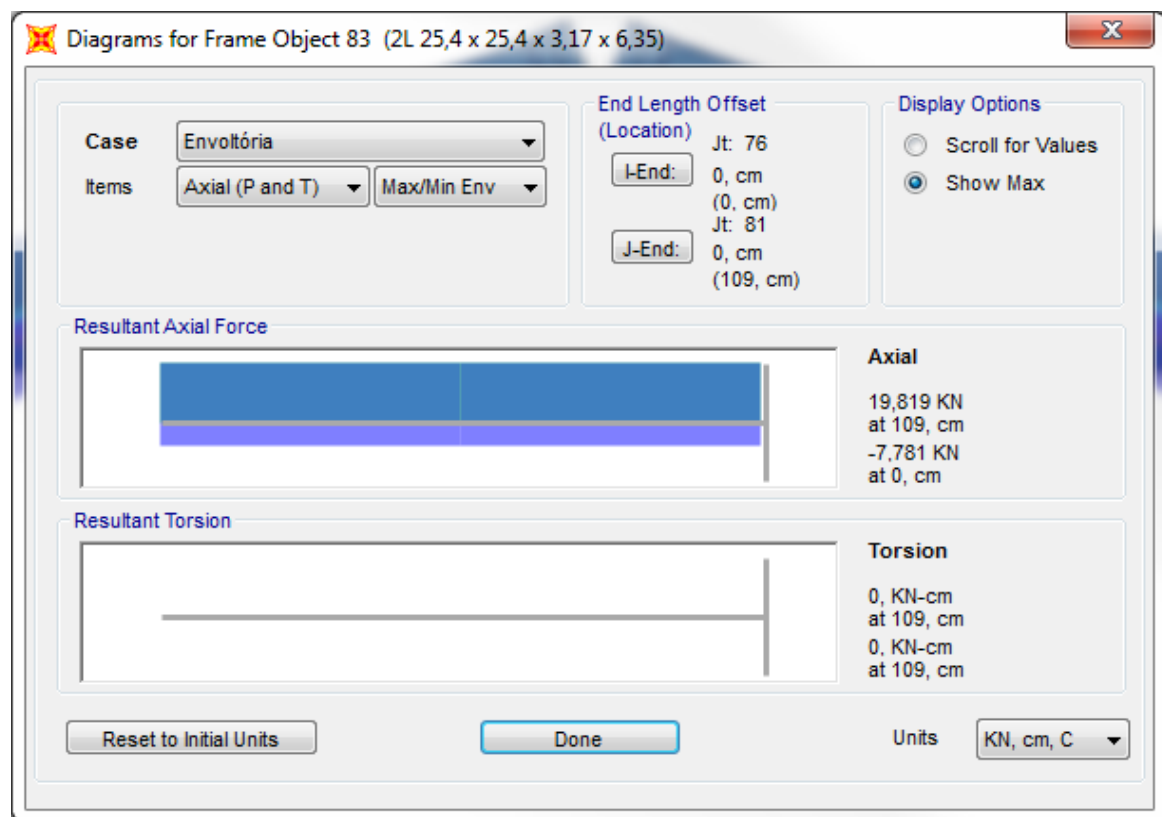 Diagrams for Frame Object 83 (2L 25,4 x 25,4 x 3,17 x 6,35)
Case Envoltória
Items Axial (P and T) Max/Min Env
End Length Offset
(Location)
Jt: 76
I-End: 0, cm
(0, cm)
Jt: 81
J-End: 0, cm
(109, cm)
Display Options
Scroll for Values
Show Max
Resultant Axial Force
Axial
19,819 KN
at 109, cm
-7,781 KN
at 0, cm
Resultant Torsion
Torsion
0, KN-cm
at 109, cm
0, KN-cm
at 109, cm
Reset to Initial Units Done Units KN, cm, C